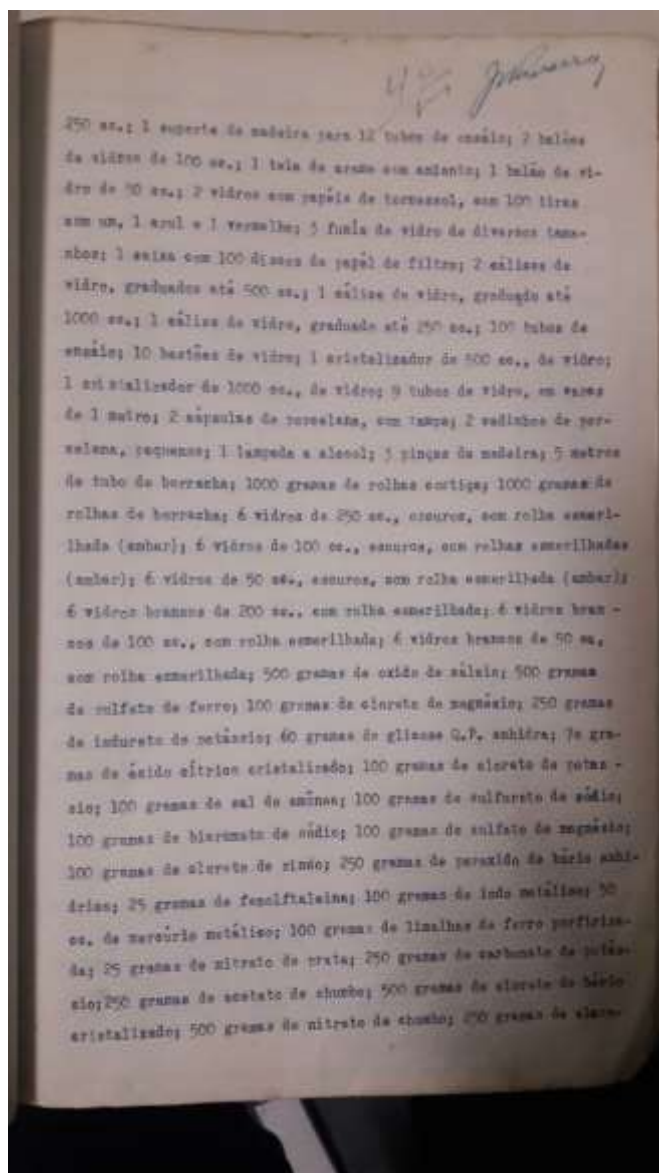 250 cc.; 1 suporte de madeira para 12 tubos de ensáio; 2 balões
de vidros de 100 cc.; 1 tela de arame com amianto; 1 balão de vi-
dro de 50 cc.; 2 vidros com papéis de tornassol, com 100 tiras
com um, 1 azul e 1 vermelho; 3 funís de vidro de diversos tama-
nhos; 1 caixa com 100 discos de papel de filtro; 2 cálices de
vidro, graduados até 500 cc.; 1 cálice de vidro, graduado até
1000 cc.; 1 cálice de vidro, graduado até 250 cc.; 100 tubos de
ensáio; 10 bastões de vidro; 1 cristalizador de 500 cc., de vidro;
1 cristalizador de 1000 cc., de vidro; 9 tubos de vidro, em varas
de 1 metro; 2 cápsulas de porcelana, com tampa; 2 cadinhos de por-
celana, pequenos; 1 lampada a alcool; 3 pinças de madeira; 5 metros
de tubo de borracha; 1000 gramas de rolhas cortiça; 1000 gramas de
rolhas de borracha; 6 vidros de 250 cc., escuros, com rolha esmeri-
lhada (ambar); 6 vidros de 100 cc., escuros, com rolhas esmerilhadas
(ambar); 6 vidros de 50 cc., escuros, com rolha esmerilhada (ambar);
6 vidros brancos de 200 cc., com rolha esmerilhada; 6 vidros bran -
cos de 100 cc., com rolha esmerilhada; 6 vidros brancos de 50 cc,
com rolha esmerilhada; 500 gramas de oxido de cálcio; 500 gramas
de sulfato de ferro; 100 gramas de cloreto de magnésio; 250 gramas
de iodureto de potássio; 60 gramas de glicose Q.P. anhidra; 70 gra-
mas de ácido cítrico cristalizado; 100 gramas de cloreto de potas -
sio; 100 gramas de sal de amôneo; 100 gramas de sulfureto de sódio;
100 gramas de bicromato de sódio; 100 gramas de sulfato de magnésio;
100 gramas de cloreto de zinco; 250 gramas de peroxido de bário anhi-
drico; 25 gramas de fenolftaleina; 100 gramas de iodo metálico; 50
cc. de mercúrio metálico; 100 gramas de limalhas de ferro porfiriza-
da; 25 gramas de nitrato de prata; 250 gramas de carbonato de potás-
sio; 250 gramas de acetato de chumbo; 500 gramas de cloreto de bário
cristalizado; 500 gramas de nitrato de chumbo; 250 gramas de